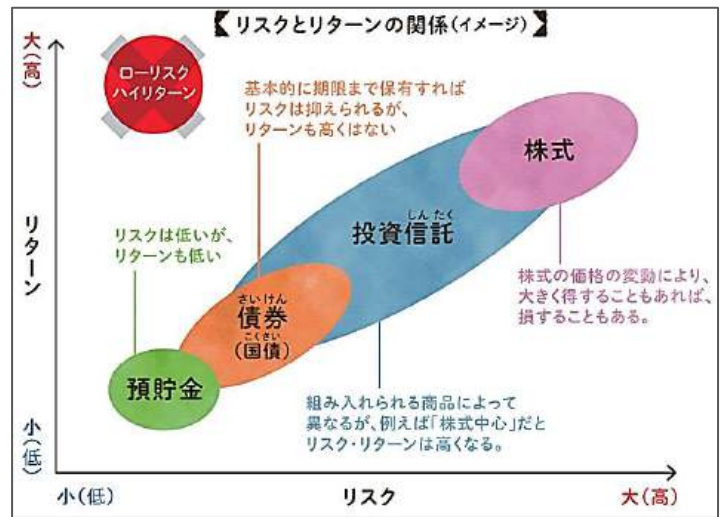 【リスクとリターンの関係(イメージ)】
大(高)
ローリスク
ハイリターン
基本的に期限まで保有すれば
リスクは抑えられるが、
リターンも高くはない
株式
しんたく
投資信託
リターン
リスクは低いが、
リターンも低い
株式の価格の変動により、
大きく得することもあれば、
損することもある。
さいけん
債券
こくさい
(国債)
預貯金
組み入れられる商品によって
異なるが、例えば「株式中心」だと
リスク・リターンは高くなる。
小(低)
小(低)
リスク
大(高)